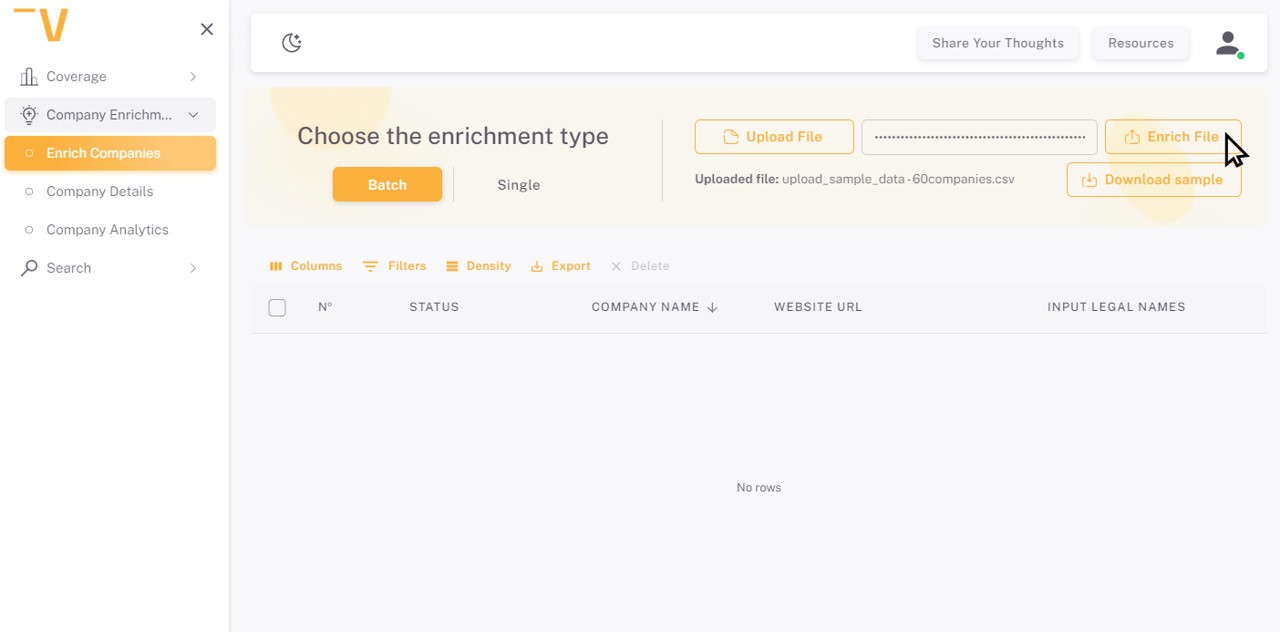 Coverage
Company Enrichm...
Enrich Companies
Company Details
Company Analytics
Search
Share Your Thoughts
Resources
Choose the enrichment type
Batch
Single
Upload File
Enrich File
Uploaded file: upload_sample_data-60companies.csv
Download sample
Columns
Filters
Density
Export
Delete
N°
STATUS
COMPANY NAME
WEBSITE URL
INPUT LEGAL NAMES
No rows